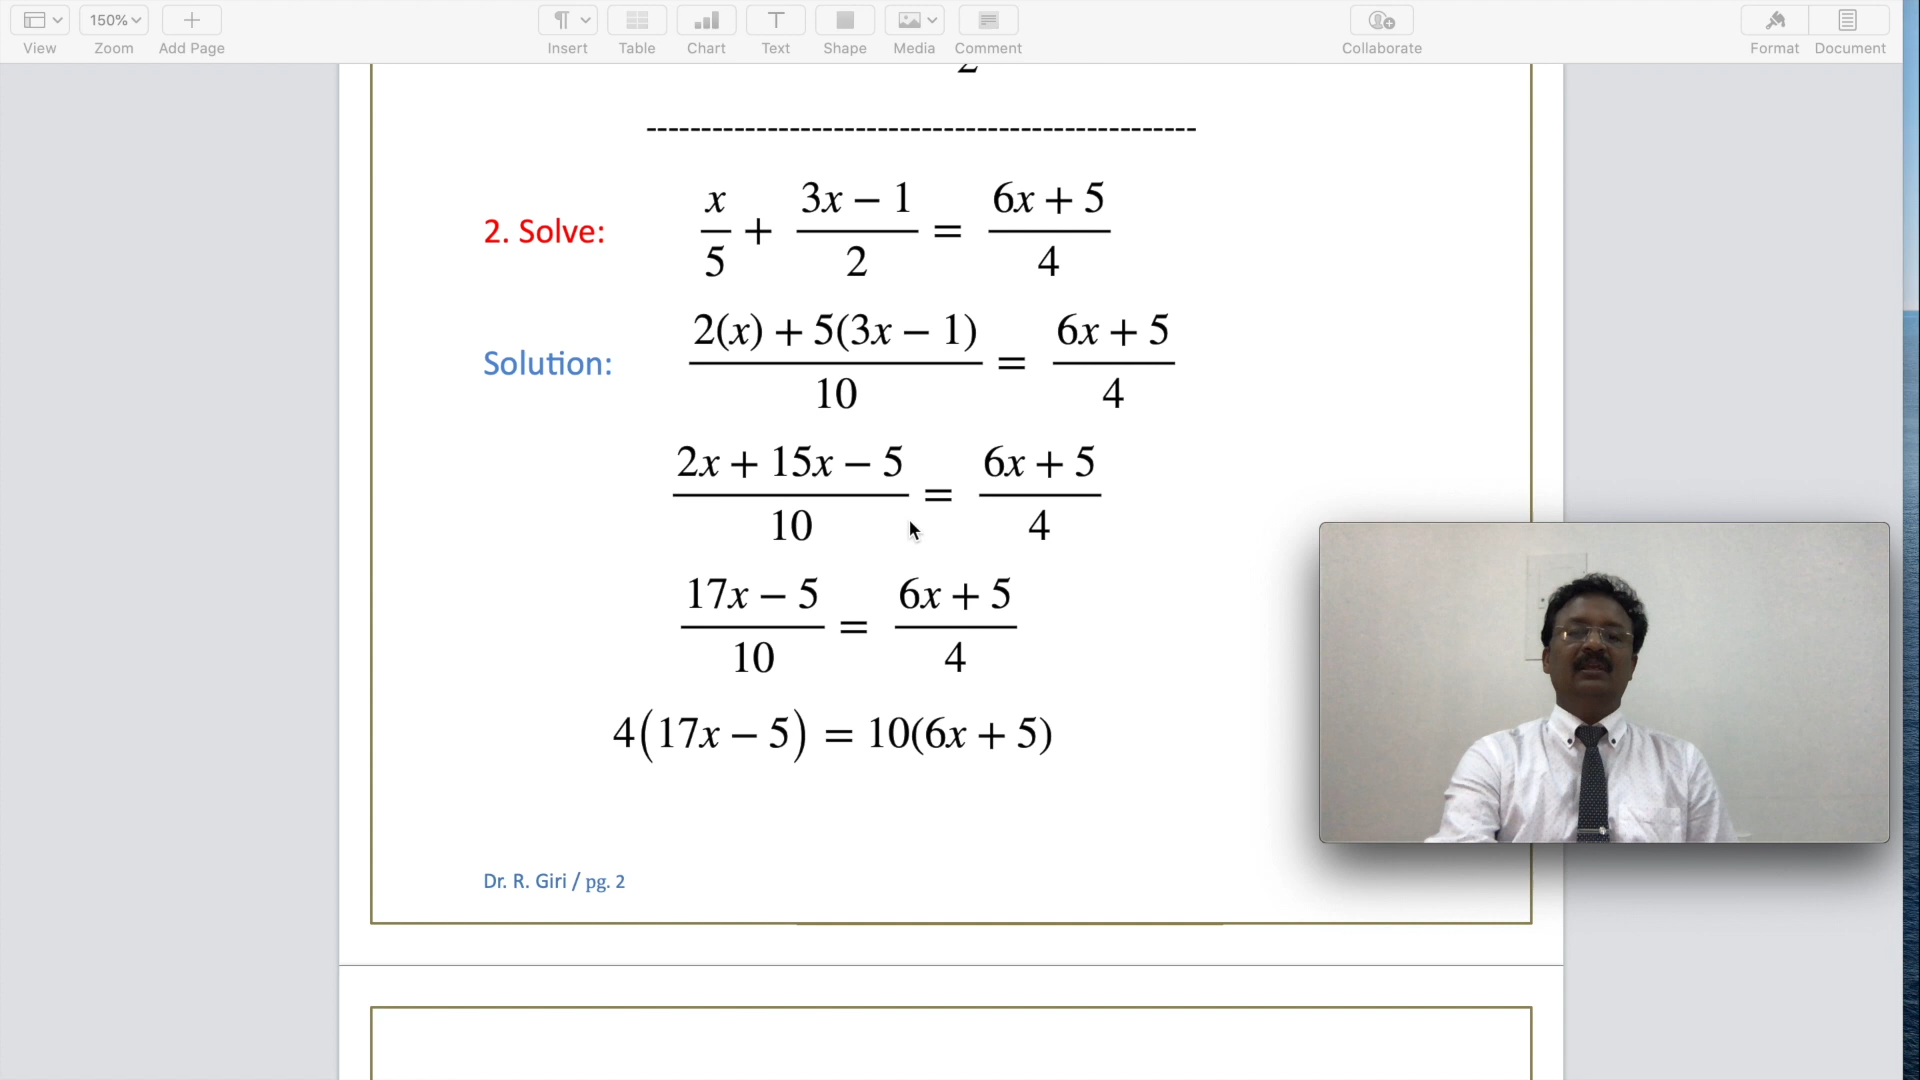 150%
View Zoom Add Page Insert Table Chart Text Shape Media Comment Collaborate Format Document
------------------------------------------------
2. Solve: x/5 + (3x − 1)/2 = (6x + 5)/4
Solution: (2(x) + 5(3x − 1))/10 = (6x + 5)/4
(2x + 15x − 5)/10 = (6x + 5)/4
(17x − 5)/10 = (6x + 5)/4
4(17x − 5) = 10(6x + 5)
Dr. R. Giri / pg. 2